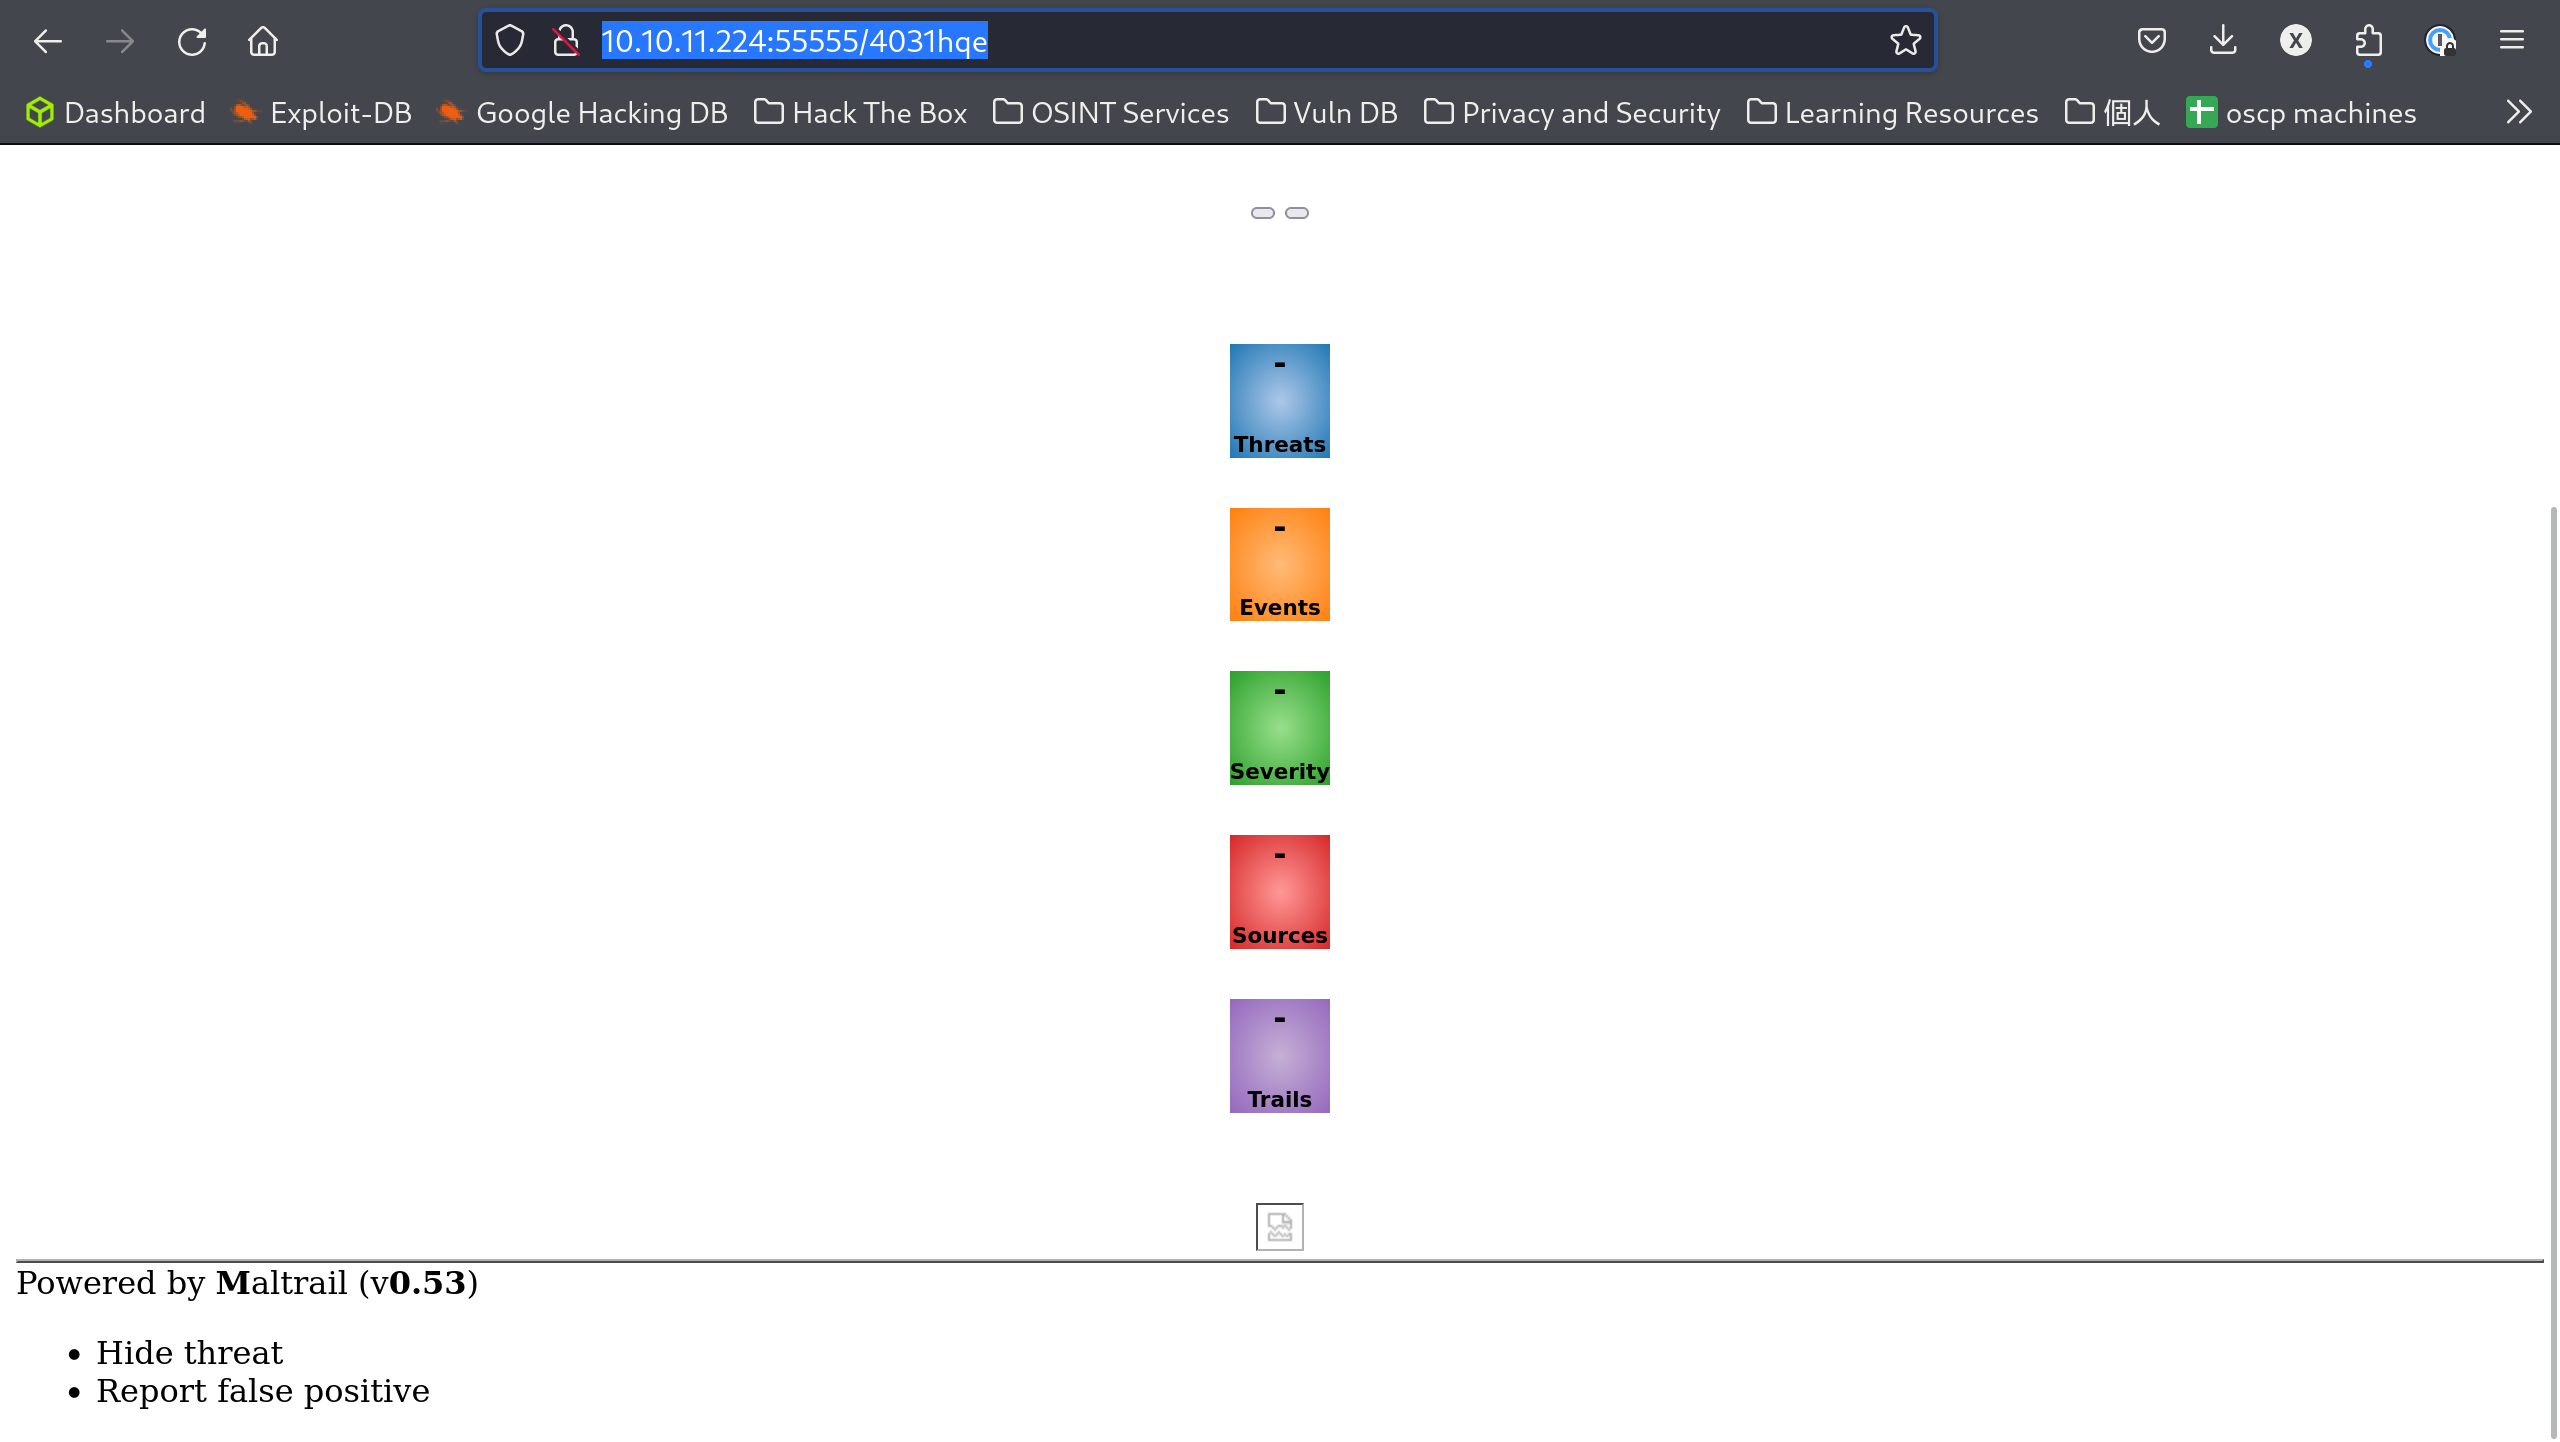 10.10.11.224:55555/4031hqe
Dashboard Exploit-DB Google Hacking DB Hack The Box OSINT Services Vuln DB Privacy and Security Learning Resources 個人 oscp machines
-
Threats
-
Events
-
Severity
-
Sources
-
Trails
Powered by Maltrail (v0.53)
• Hide threat
• Report false positive